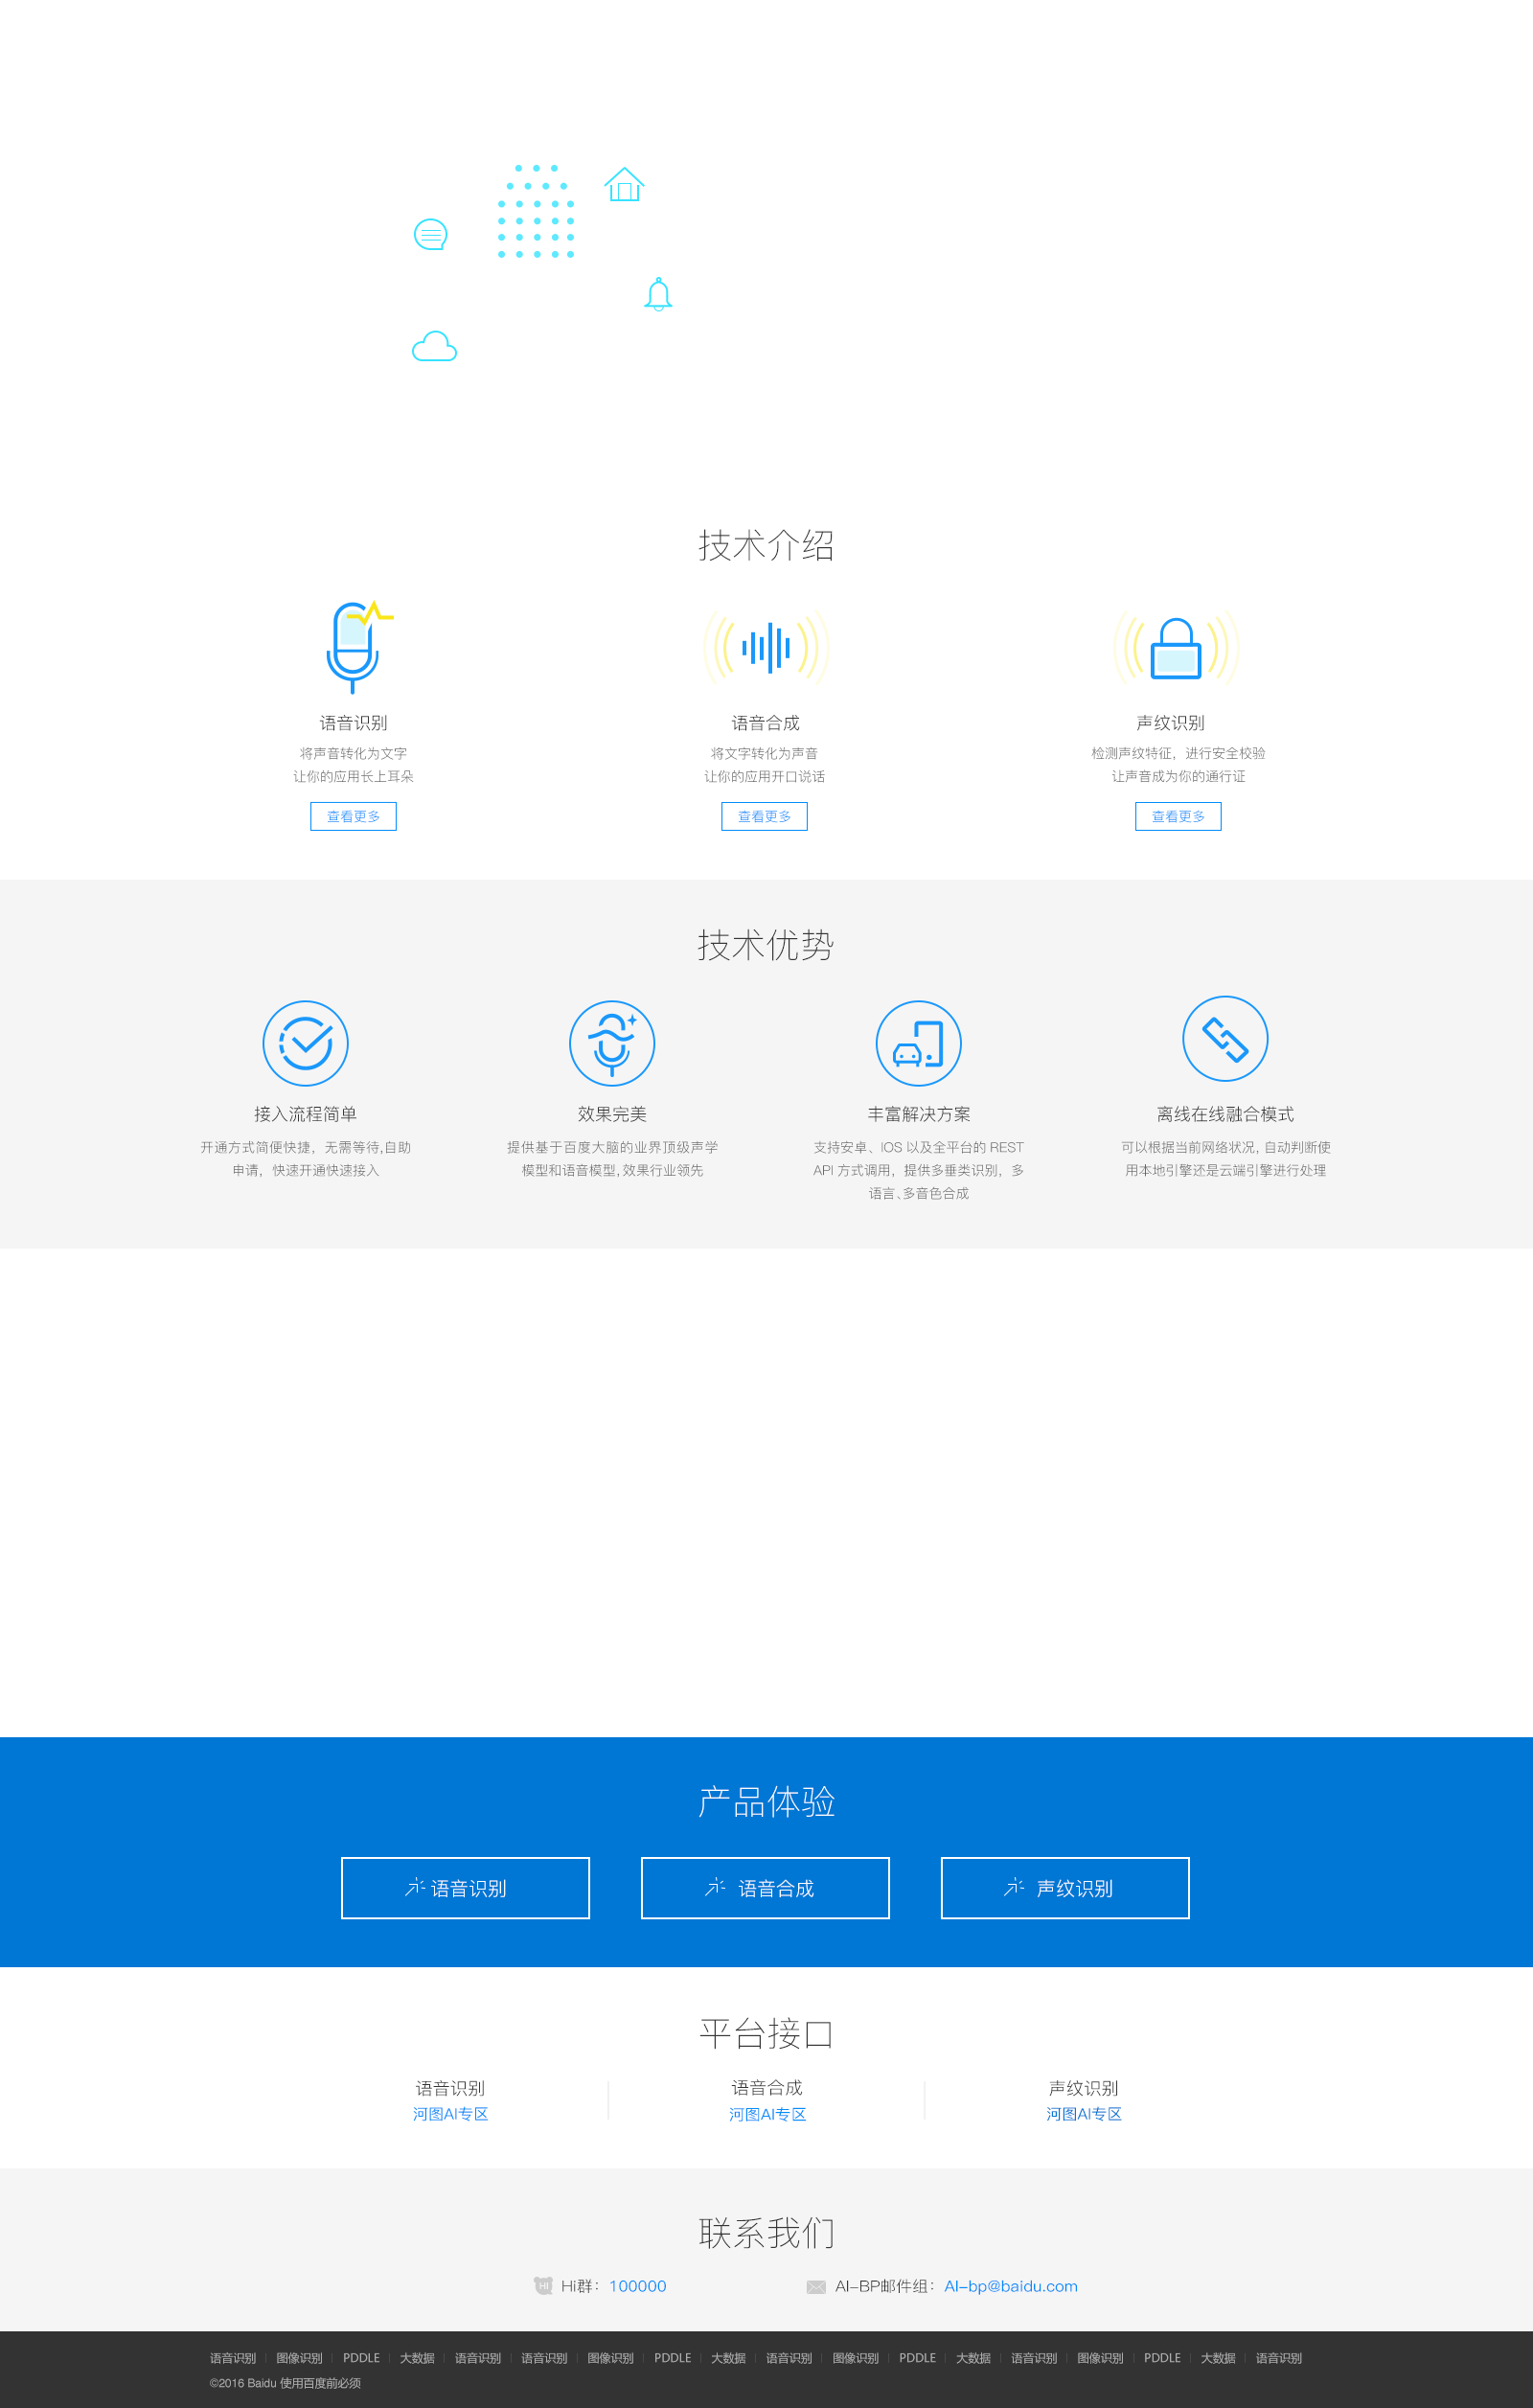 技术介绍
语音识别
将声音转化为文字
让你的应用长上耳朵
查看更多
语音合成
将文字转化为声音
让你的应用开口说话
查看更多
声纹识别
检测声纹特征，进行安全校验
让声音成为你的通行证
查看更多
技术优势
接入流程简单
开通方式简便快捷，无需等待,自助
申请，快速开通快速接入
效果完美
提供基于百度大脑的业界顶级声学
模型和语音模型,效果行业领先
丰富解决方案
支持安卓、IOS 以及全平台的 REST
API 方式调用，提供多垂类识别，多
语言、多音色合成
离线在线融合模式
可以根据当前网络状况, 自动判断使
用本地引擎还是云端引擎进行处理
产品体验
语音识别
语音合成
声纹识别
平台接口
语音识别
河图AI专区
语音合成
河图AI专区
声纹识别
河图AI专区
联系我们
Hi
Hi群：100000
AI-BP邮件组：AI-bp@baidu.com
语音识别 | 图像识别 | PDDLE | 大数据 | 语音识别 | 语音识别 | 图像识别 | PDDLE | 大数据 | 语音识别 | 图像识别 | PDDLE | 大数据 | 语音识别 | 图像识别 | PDDLE | 大数据 | 语音识别
©2016 Baidu 使用百度前必须